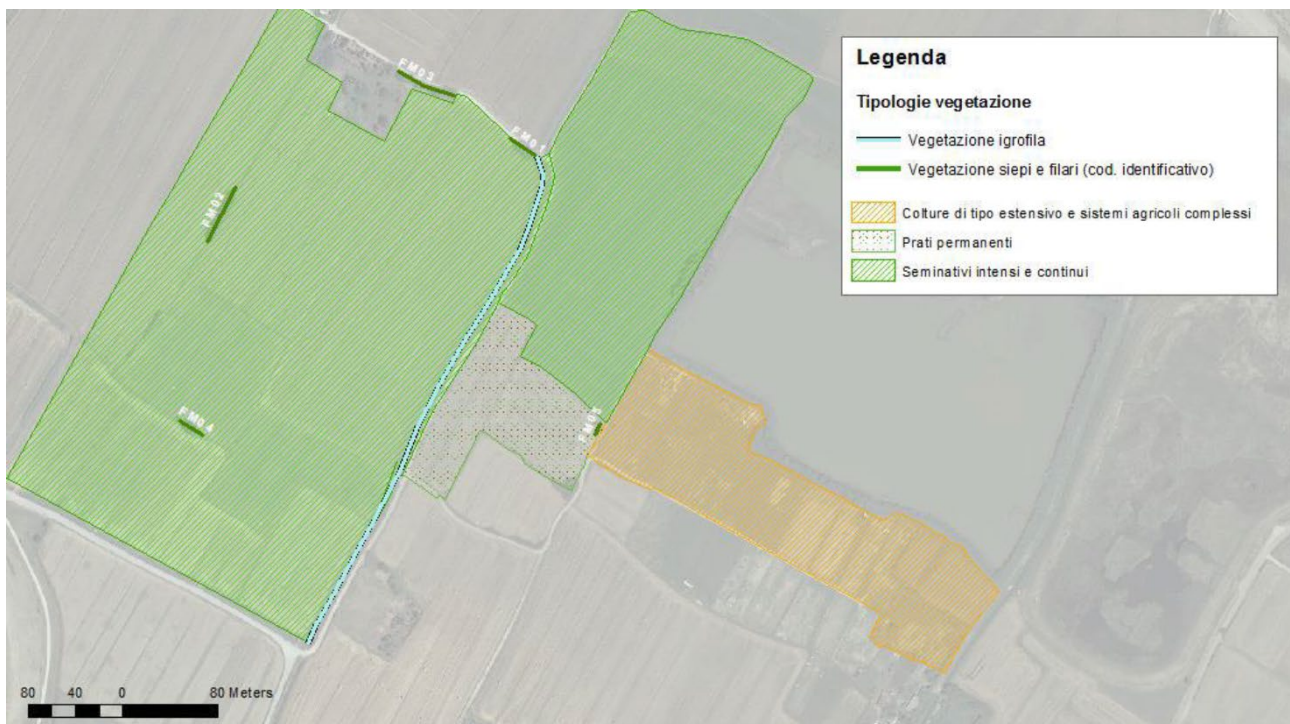 Legenda
Tipologie vegetazione
Vegetazione igrofila
Vegetazione siepi e filari (cod. identificativo)
Colture di tipo estensivo e sistemi agricoli complessi
Prati permanenti
Seminativi intensi e continui
FM03
FM01
FM02
FM04
FM05
80 40 0 80 Meters